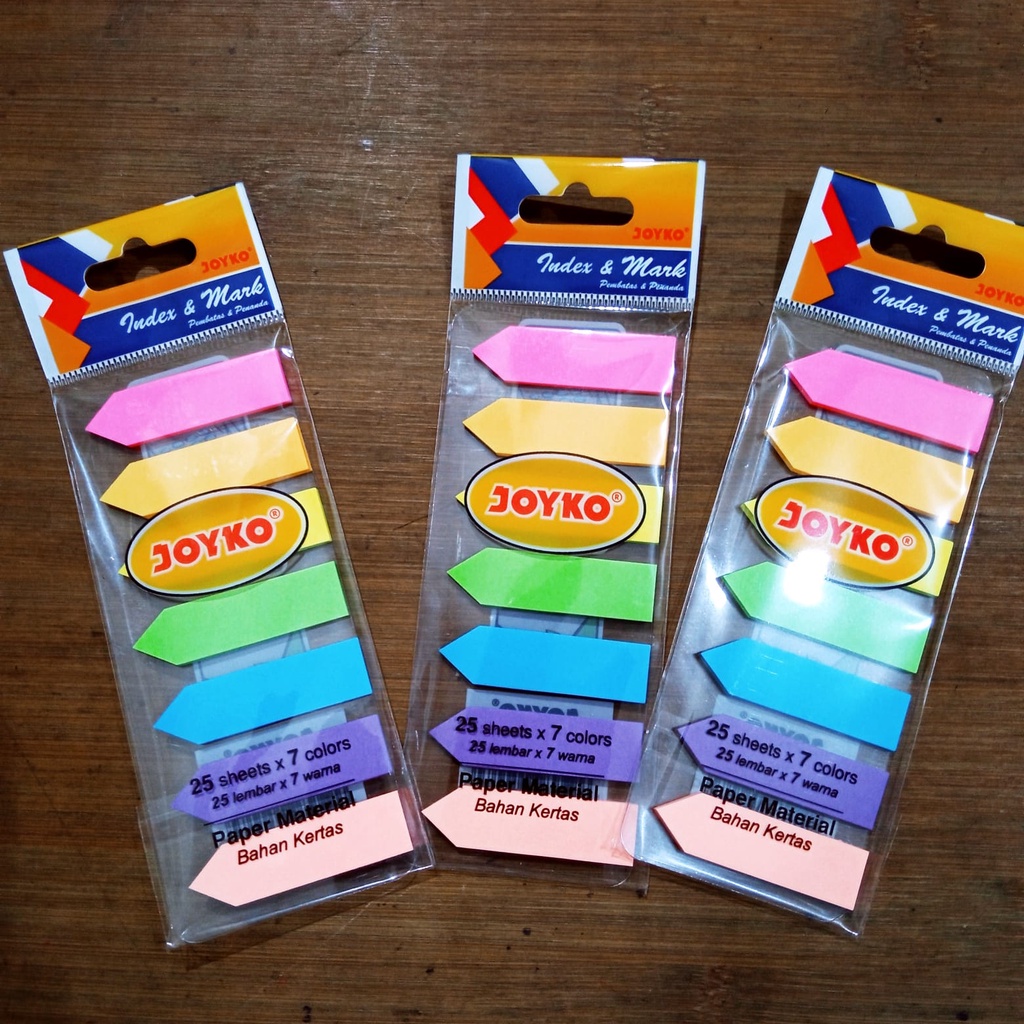 JOYKO®
Index & Mark
Pembatas & Penanda
JOYKO®
25 sheets x 7 colors
25 lembar x 7 warna
Paper Material
Bahan Kertas
JOYKO®
Index & Mark
Pembatas & Penanda
JOYKO®
25 sheets x 7 colors
25 lembar x 7 warna
Paper Material
Bahan Kertas
JOYKO®
Index & Mark
Pembatas & Penanda
JOYKO®
25 sheets x 7 colors
25 lembar x 7 warna
Paper Material
Bahan Kertas